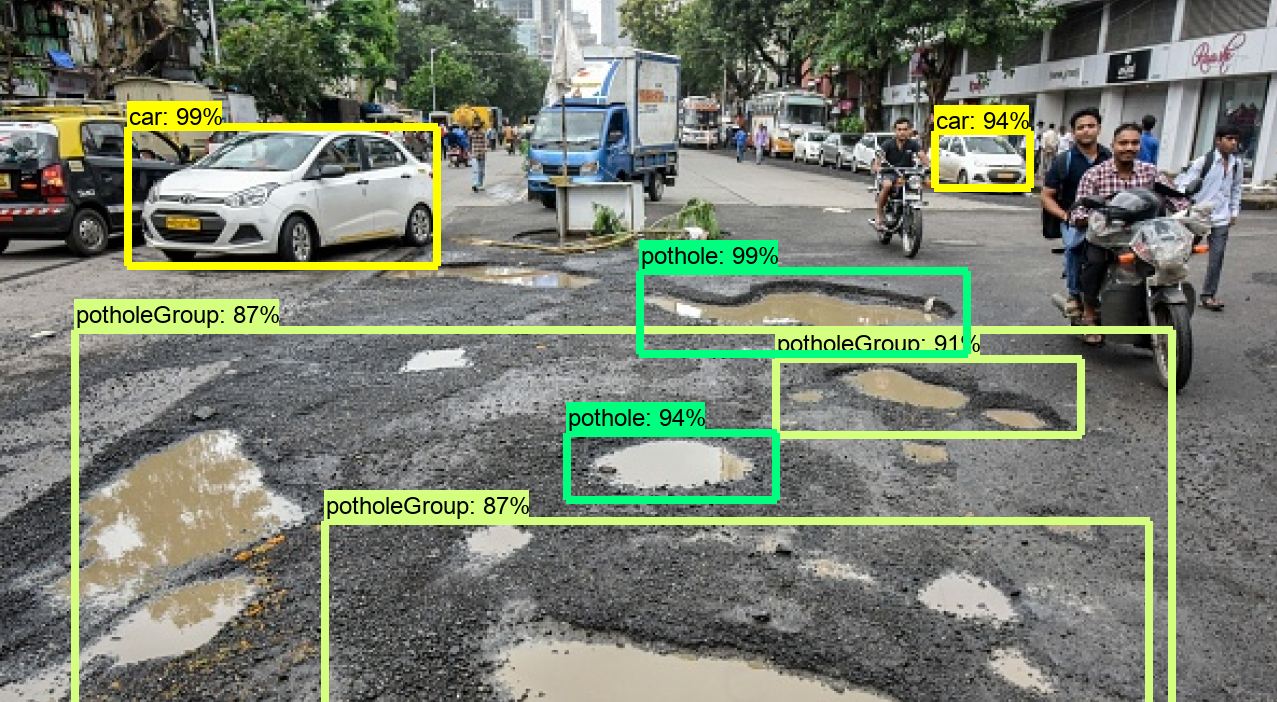 car: 99%
car: 94%
pothole: 99%
potholeGroup: 87%
potholeGroup: 91%
pothole: 94%
potholeGroup: 87%